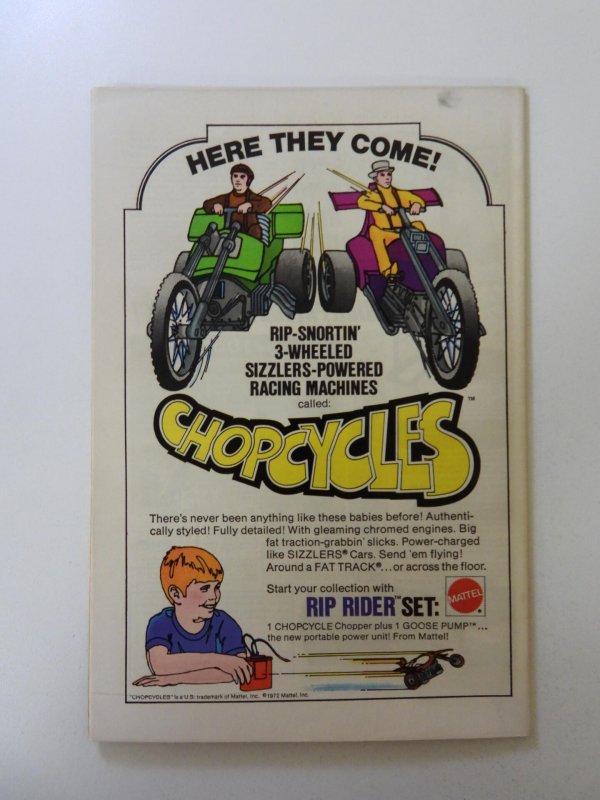 HERE THEY COME!
RIP-SNORTIN'
3-WHEELED
SIZZLERS-POWERED
RACING MACHINES
called:
CHOPCYCLES™
There's never been anything like these babies before! Authenti-
cally styled! Fully detailed! With gleaming chromed engines. Big
fat traction-grabbin' slicks. Power-charged
like SIZZLERS® Cars. Send 'em flying!
Around a FAT TRACK®...or across the floor.
Start your collection with
RIP RIDER™ SET:
MATTEL®
1 CHOPCYCLE Chopper plus 1 GOOSE PUMP™...
the new portable power unit! From Mattel!
"CHOPCYCLES" is a U.S. trademark of Mattel, Inc. ©1972 Mattel, Inc.